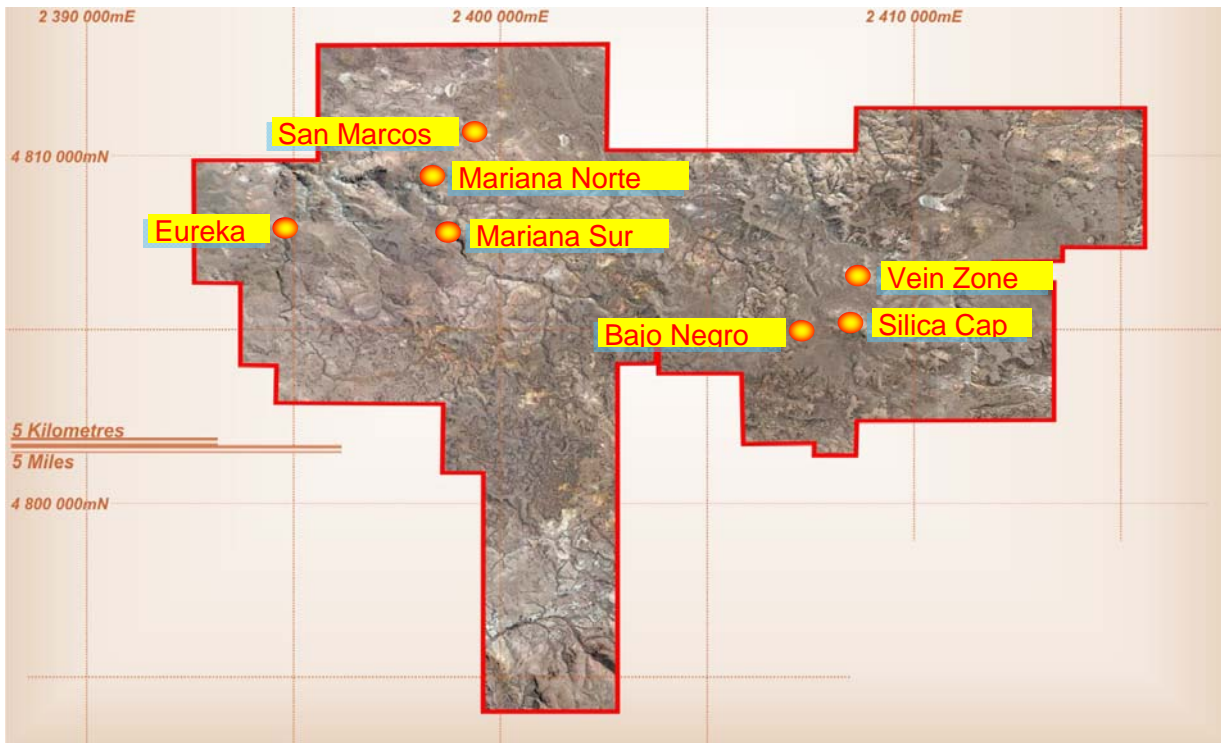 2 390 000mE
2 400 000mE
2 410 000mE
San Marcos
4 810 000mN
Mariana Norte
Eureka
Mariana Sur
Vein Zone
Silica Cap
Bajo Negro
5 Kilometres
5 Miles
4 800 000mN